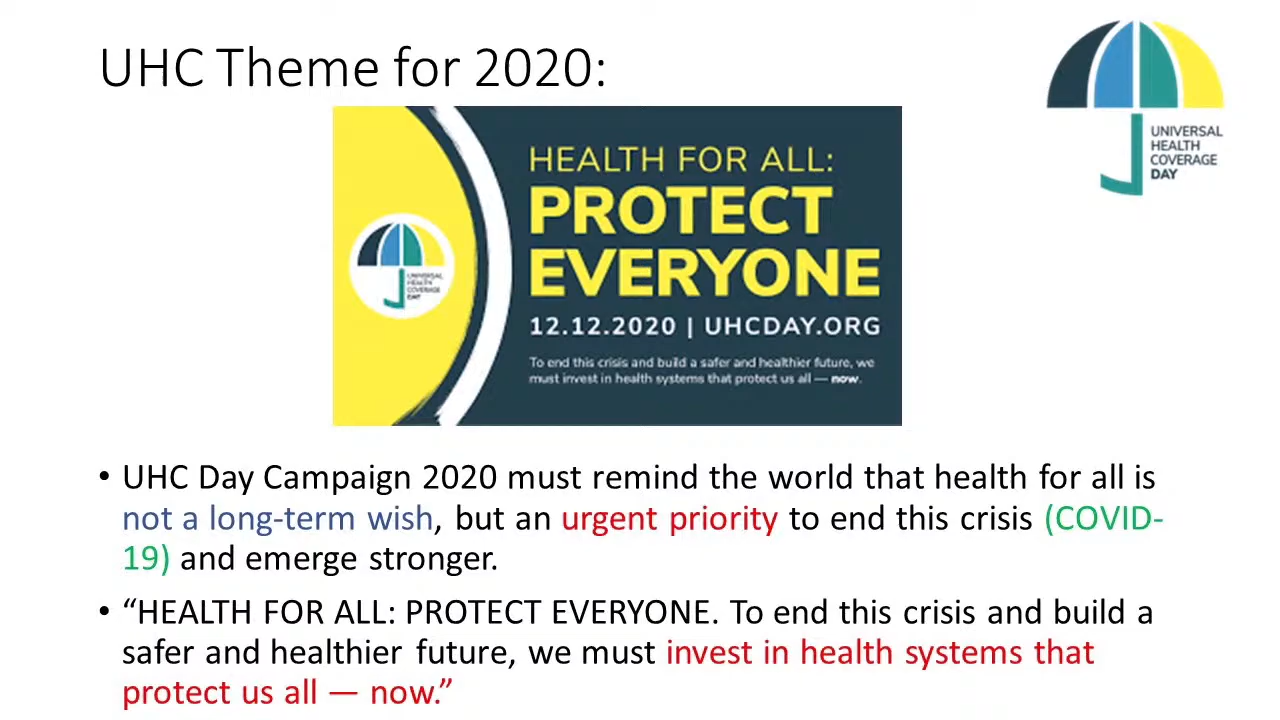 UHC Theme for 2020:
UNIVERSAL
HEALTH
COVERAGE
DAY
HEALTH FOR ALL:
PROTECT
EVERYONE
12.12.2020 | UHCDAY.ORG
To end this crisis and build a safer and healthier future, we
must invest in health systems that protect us all — now.
UNIVERSAL
HEALTH
COVERAGE
DAY
• UHC Day Campaign 2020 must remind the world that health for all is
not a long-term wish, but an urgent priority to end this crisis (COVID-
19) and emerge stronger.
• “HEALTH FOR ALL: PROTECT EVERYONE. To end this crisis and build a
safer and healthier future, we must invest in health systems that
protect us all — now.”